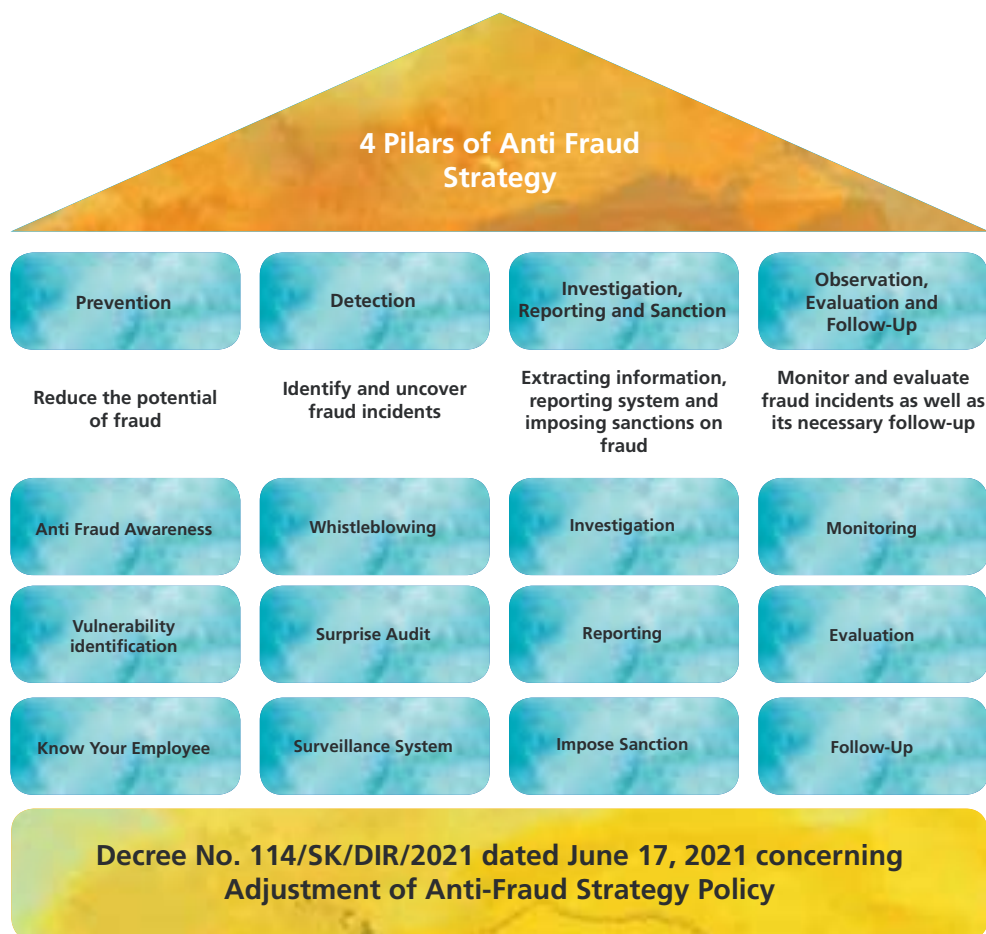 4 Pilars of Anti Fraud
Strategy
Prevention
Detection
Investigation,
Reporting and Sanction
Observation,
Evaluation and
Follow-Up
Reduce the potential
of fraud
Identify and uncover
fraud incidents
Extracting information,
reporting system and
imposing sanctions on
fraud
Monitor and evaluate
fraud incidents as well as
its necessary follow-up
Anti Fraud Awareness
Whistleblowing
Investigation
Monitoring
Vulnerability
identification
Surprise Audit
Reporting
Evaluation
Know Your Employee
Surveillance System
Impose Sanction
Follow-Up
Decree No. 114/SK/DIR/2021 dated June 17, 2021 concerning
Adjustment of Anti-Fraud Strategy Policy